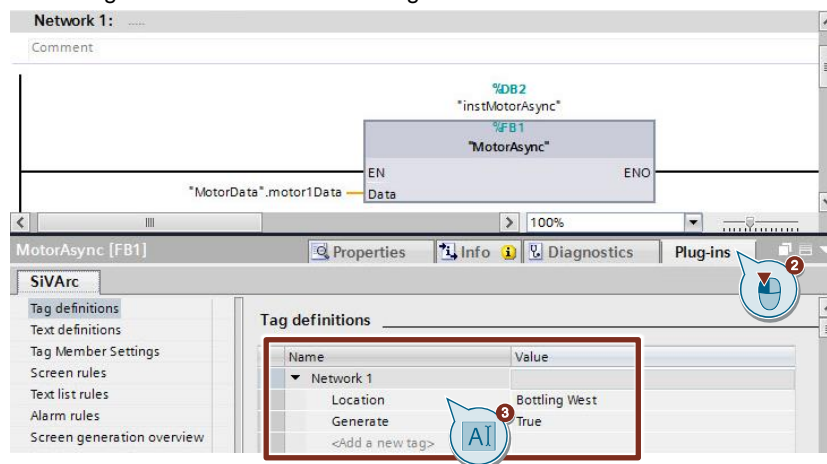 Network 1: .....
Comment
%DB2
"instMotorAsync"
%FB1
"MotorAsync"
EN ENO
"MotorData".motor1Data Data
100%
MotorAsync [FB1] Properties Info Diagnostics Plug-ins
2
SiVArc
Tag definitions
Text definitions
Tag Member Settings
Screen rules
Text list rules
Alarm rules
Screen generation overview
Tag definitions
Name Value
Network 1
Location Bottling West
Generate True
<Add a new tag>
3
A